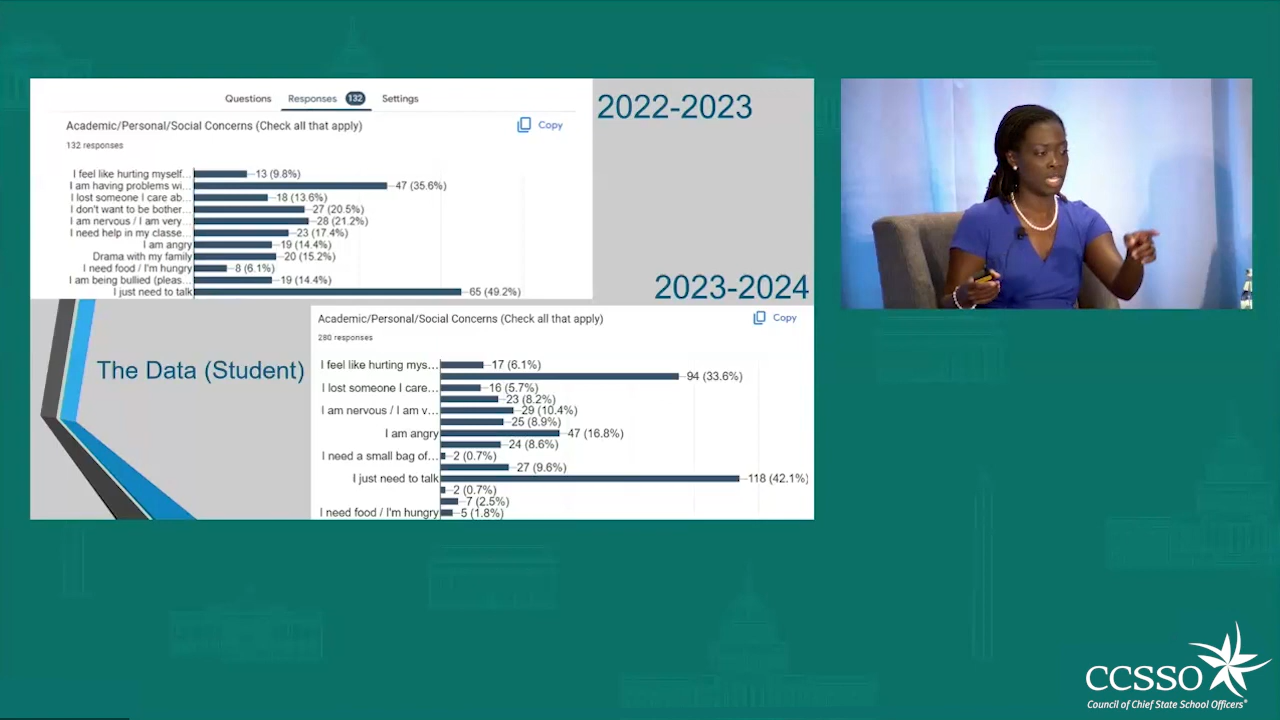 Questions Responses 132 Settings
2022-2023
Academic/Personal/Social Concerns (Check all that apply)
Copy
132 responses
I feel like hurting myself... 13 (9.8%)
I am having problems wi... 47 (35.6%)
I lost someone I care ab... 18 (13.6%)
I don't want to be bother... 27 (20.5%)
I am nervous / I am very... 28 (21.2%)
I need help in my classe... 23 (17.4%)
I am angry 19 (14.4%)
Drama with my family 20 (15.2%)
I need food / I'm hungry 8 (6.1%)
I am being bullied (pleas... 19 (14.4%)
I just need to talk 65 (49.2%)
2023-2024
The Data (Student)
Academic/Personal/Social Concerns (Check all that apply)
Copy
280 responses
I feel like hurting mys... 17 (6.1%)
94 (33.6%)
I lost someone I care... 16 (5.7%)
23 (8.2%)
I am nervous / I am v... 29 (10.4%)
25 (8.9%)
I am angry 47 (16.8%)
24 (8.6%)
I need a small bag of... 2 (0.7%)
27 (9.6%)
I just need to talk 118 (42.1%)
2 (0.7%)
7 (2.5%)
I need food / I'm hungry 5 (1.8%)
CCSSO
Council of Chief State School Officers®